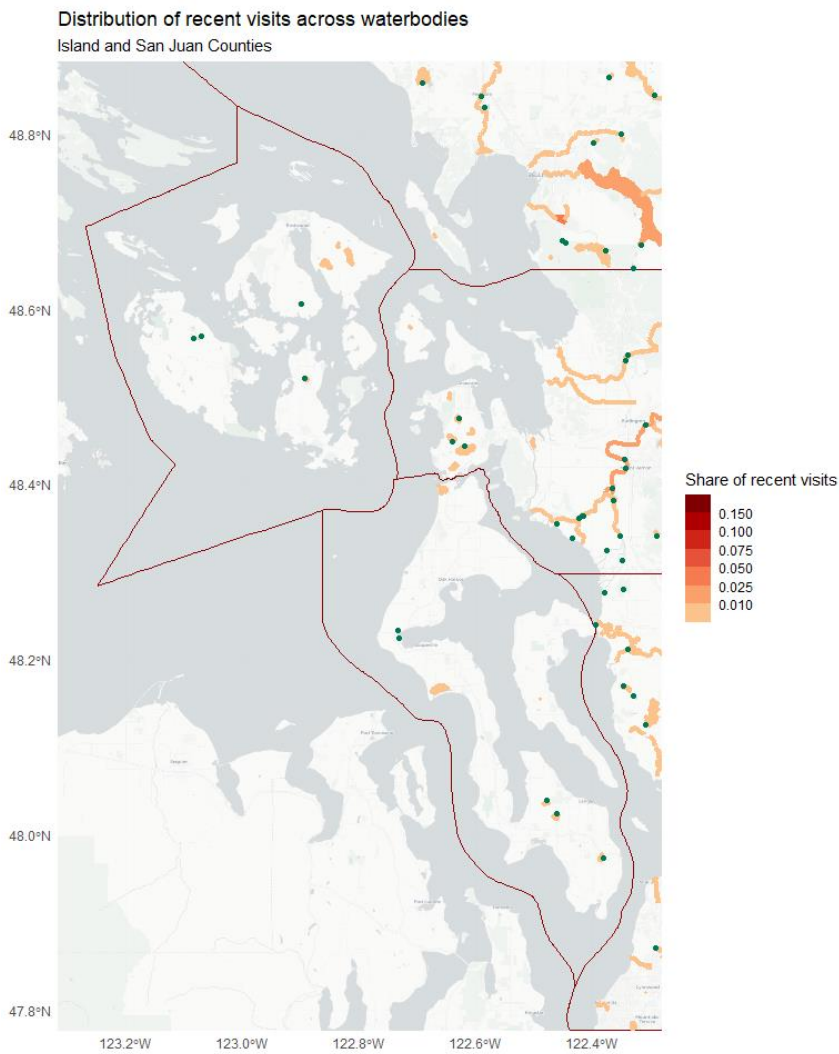 Distribution of recent visits across waterbodies
Island and San Juan Counties
48.8°N
48.6°N
48.4°N
48.2°N
48.0°N
47.8°N
123.2°W
123.0°W
122.8°W
122.6°W
122.4°W
Share of recent visits
0.150
0.100
0.075
0.050
0.025
0.010